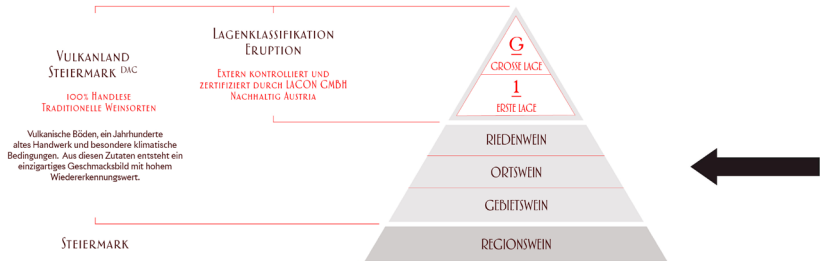 VULKANLAND
STEIERMARK DAC
100% HANDLESE
TRADITIONELLE WEINSORTEN
Vulkanische Böden, ein Jahrhunderte
altes Handwerk und besondere klimatische
Bedingungen. Aus diesen Zutaten entsteht ein
einzigartiges Geschmacksbild mit hohem
Wiedererkennungswert.
STEIERMARK
LAGENKLASSIFIKATION
ERUPTION
EXTERN KONTROLLIERT UND
ZERTIFIZIERT DURCH LACON GMBH
NACHHALTIG AUSTRIA
G
GROSSE LAGE
1
ERSTE LAGE
RIEDENWEIN
ORTSWEIN
GEBIETSWEIN
REGIONSWEIN